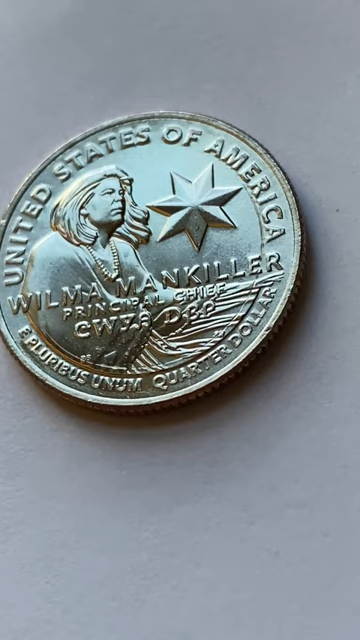 UNITED STATES OF AMERICA
WILMA MANKILLER
PRINCIPAL CHIEF
ᏣᎳᎩ ᎠᏰᎵ
E PLURIBUS UNUM QUARTER DOLLAR